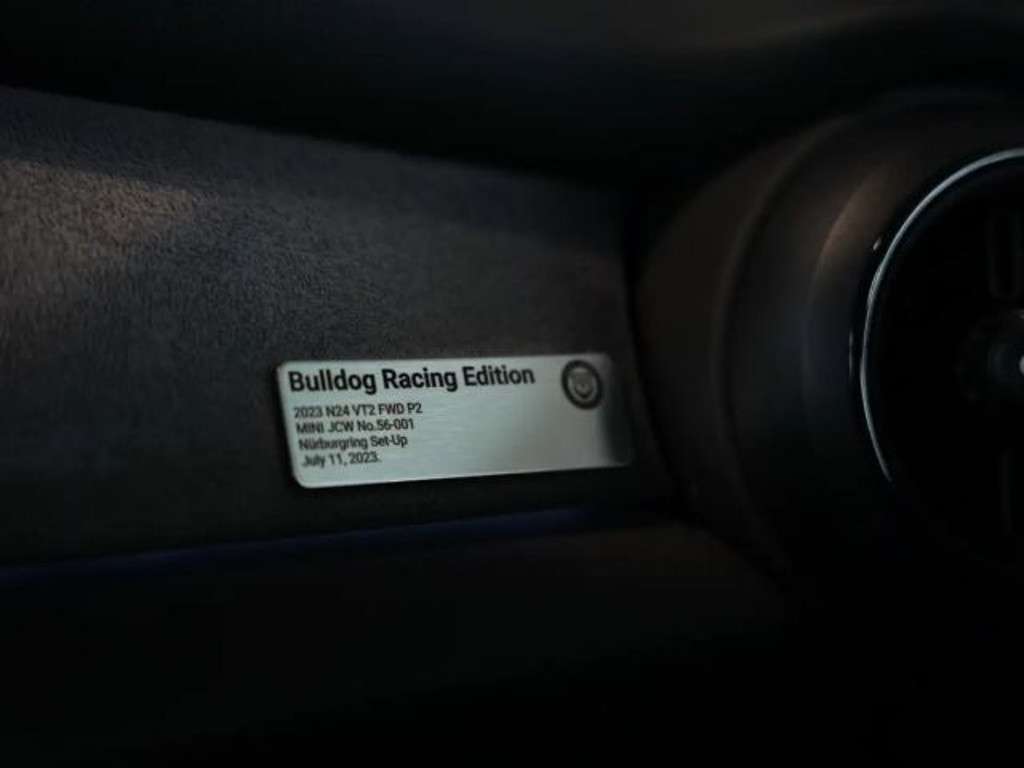 Bulldog Racing Edition
2023 N24 VT2 FWD P2
MINI JCW No.56-001
Nürburgring Set-Up
July 11, 2023.